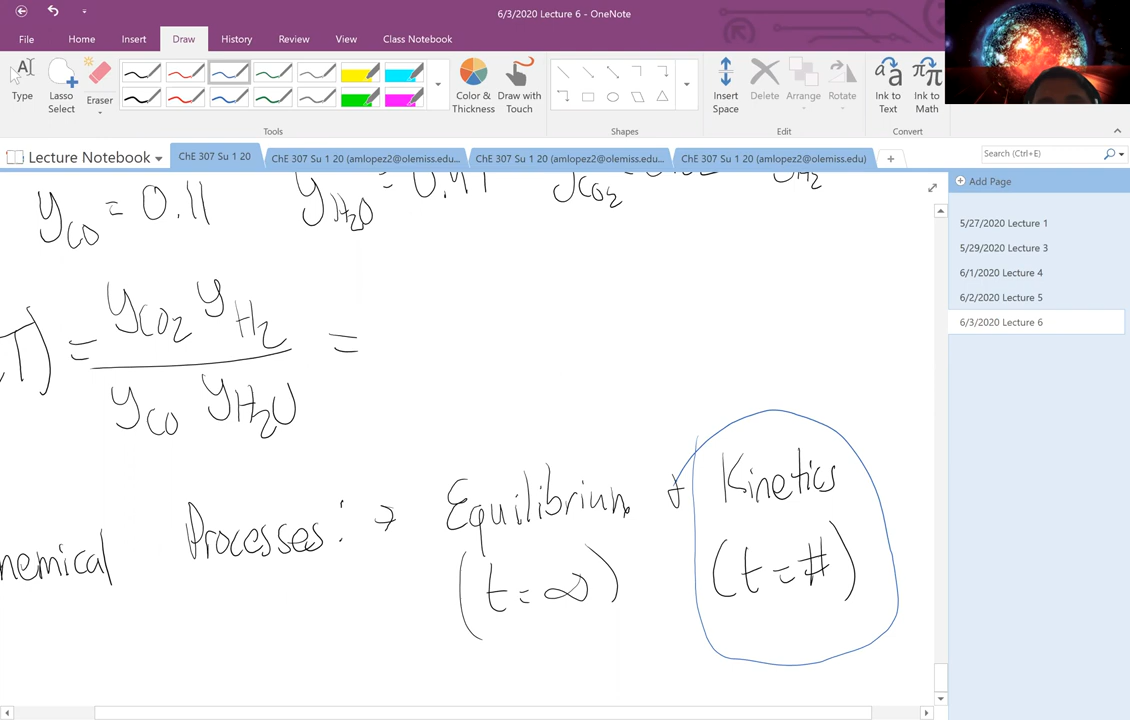 6/3/2020 Lecture 6 - OneNote
File Home Insert Draw History Review View Class Notebook
Type
Lasso Select
Eraser
Color & Thickness
Draw with Touch
Insert Space
Delete
Arrange
Rotate
Ink to Text
Ink to Math
Tools Shapes Edit Convert
Lecture Notebook
ChE 307 Su 1 20
ChE 307 Su 1 20 (amlopez2@olemiss.edu...
ChE 307 Su 1 20 (amlopez2@olemiss.edu...
ChE 307 Su 1 20 (amlopez2@olemiss.edu)
Search (Ctrl+E)
Add Page
5/27/2020 Lecture 1
5/29/2020 Lecture 3
6/1/2020 Lecture 4
6/2/2020 Lecture 5
6/3/2020 Lecture 6
y_CO = 0.11 y_H2O = 0.41 y_CO2 =
T) = y_CO2 y_H2 / y_CO y_H2O =
hemical Processes: → Equilibrium + Kinetics
(t = ∞) (t = #)